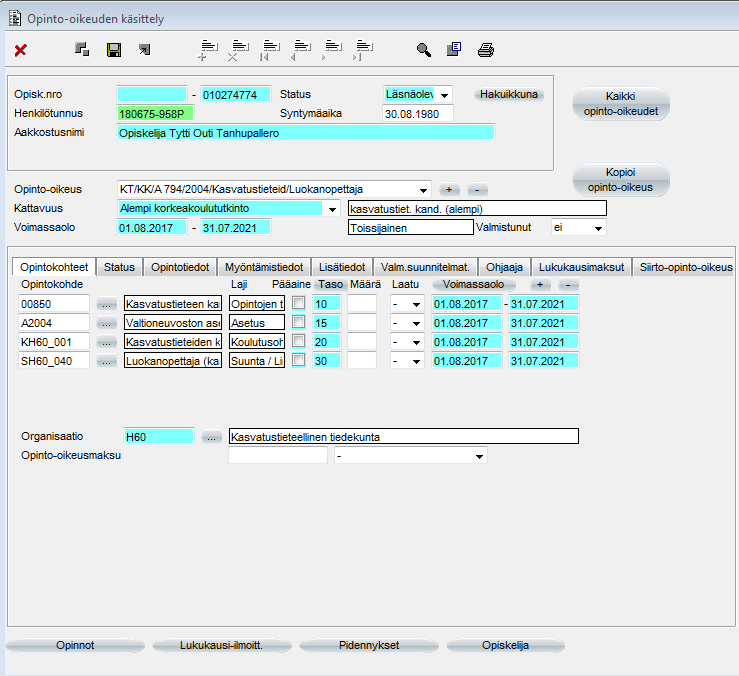 Opinto-oikeuden käsittely
Opisk.nro - 010274774 Status Läsnäolev Hakuikkuna
Kaikki opinto-oikeudet
Henkilötunnus 180675-958P Syntymäaika 30.08.1980
Aakkostusnimi Opiskelija Tytti Outi Tanhupallero
Kopioi opinto-oikeus
Opinto-oikeus KT/KK/A 794/2004/Kasvatustieteid/Luokanopettaja + -
Kattavuus Alempi korkeakoulututkinto kasvatustiet. kand. (alempi)
Voimassaolo 01.08.2017 - 31.07.2021 Toissijainen Valmistunut ei
Opintokohteet Status Opintotiedot Myöntämistiedot Lisätiedot Valm.suunnitelmat. Ohjaaja Lukukausimaksut Siirto-opinto-oikeus
Opintokohde Laji Pääaine Taso Määrä Laatu Voimassaolo + -
00850 ... Kasvatustieteen ka Opintojen t 10 - 01.08.2017 - 31.07.2021
A2004 ... Valtioneuvoston ase Asetus 15 - 01.08.2017 31.07.2021
KH60_001 ... Kasvatustieteiden k Koulutusoh 20 - 01.08.2017 31.07.2021
SH60_040 ... Luokanopettaja (ka Suunta / Li 30 - 01.08.2017 31.07.2021
Organisaatio H60 ... Kasvatustieteellinen tiedekunta
Opinto-oikeusmaksu -
Opinnot Lukukausi-ilmoitt. Pidennykset Opiskelija